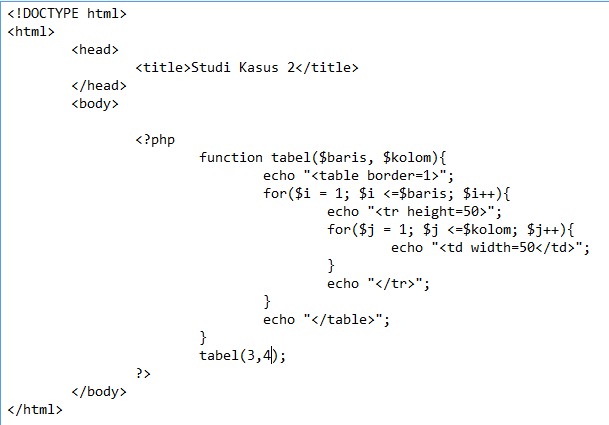 <!DOCTYPE html>
<html>
<head>
<title>Studi Kasus 2</title>
</head>
<body>
<?php
function tabel($baris, $kolom){
echo "<table border=1>";
for($i = 1; $i <=$baris; $i++){
echo "<tr height=50>";
for($j = 1; $j <=$kolom; $j++){
echo "<td width=50</td>";
}
echo "</tr>";
}
echo "</table>";
}
tabel(3,4);
?>
</body>
</html>